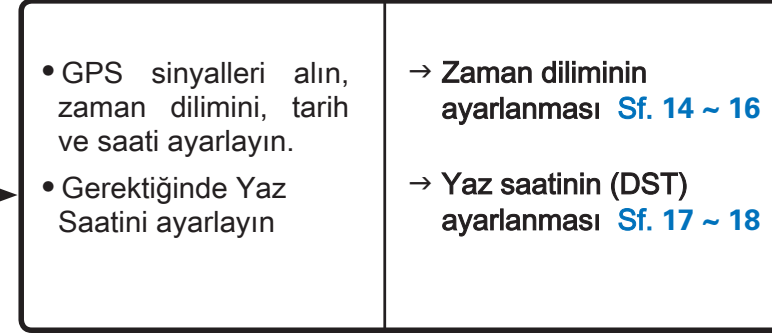 • GPS sinyalleri alın,
zaman dilimini, tarih
ve saati ayarlayın.
• Gerektiğinde Yaz
Saatini ayarlayın
→ Zaman diliminin
ayarlanması Sf. 14 ~ 16
→ Yaz saatinin (DST)
ayarlanması Sf. 17 ~ 18